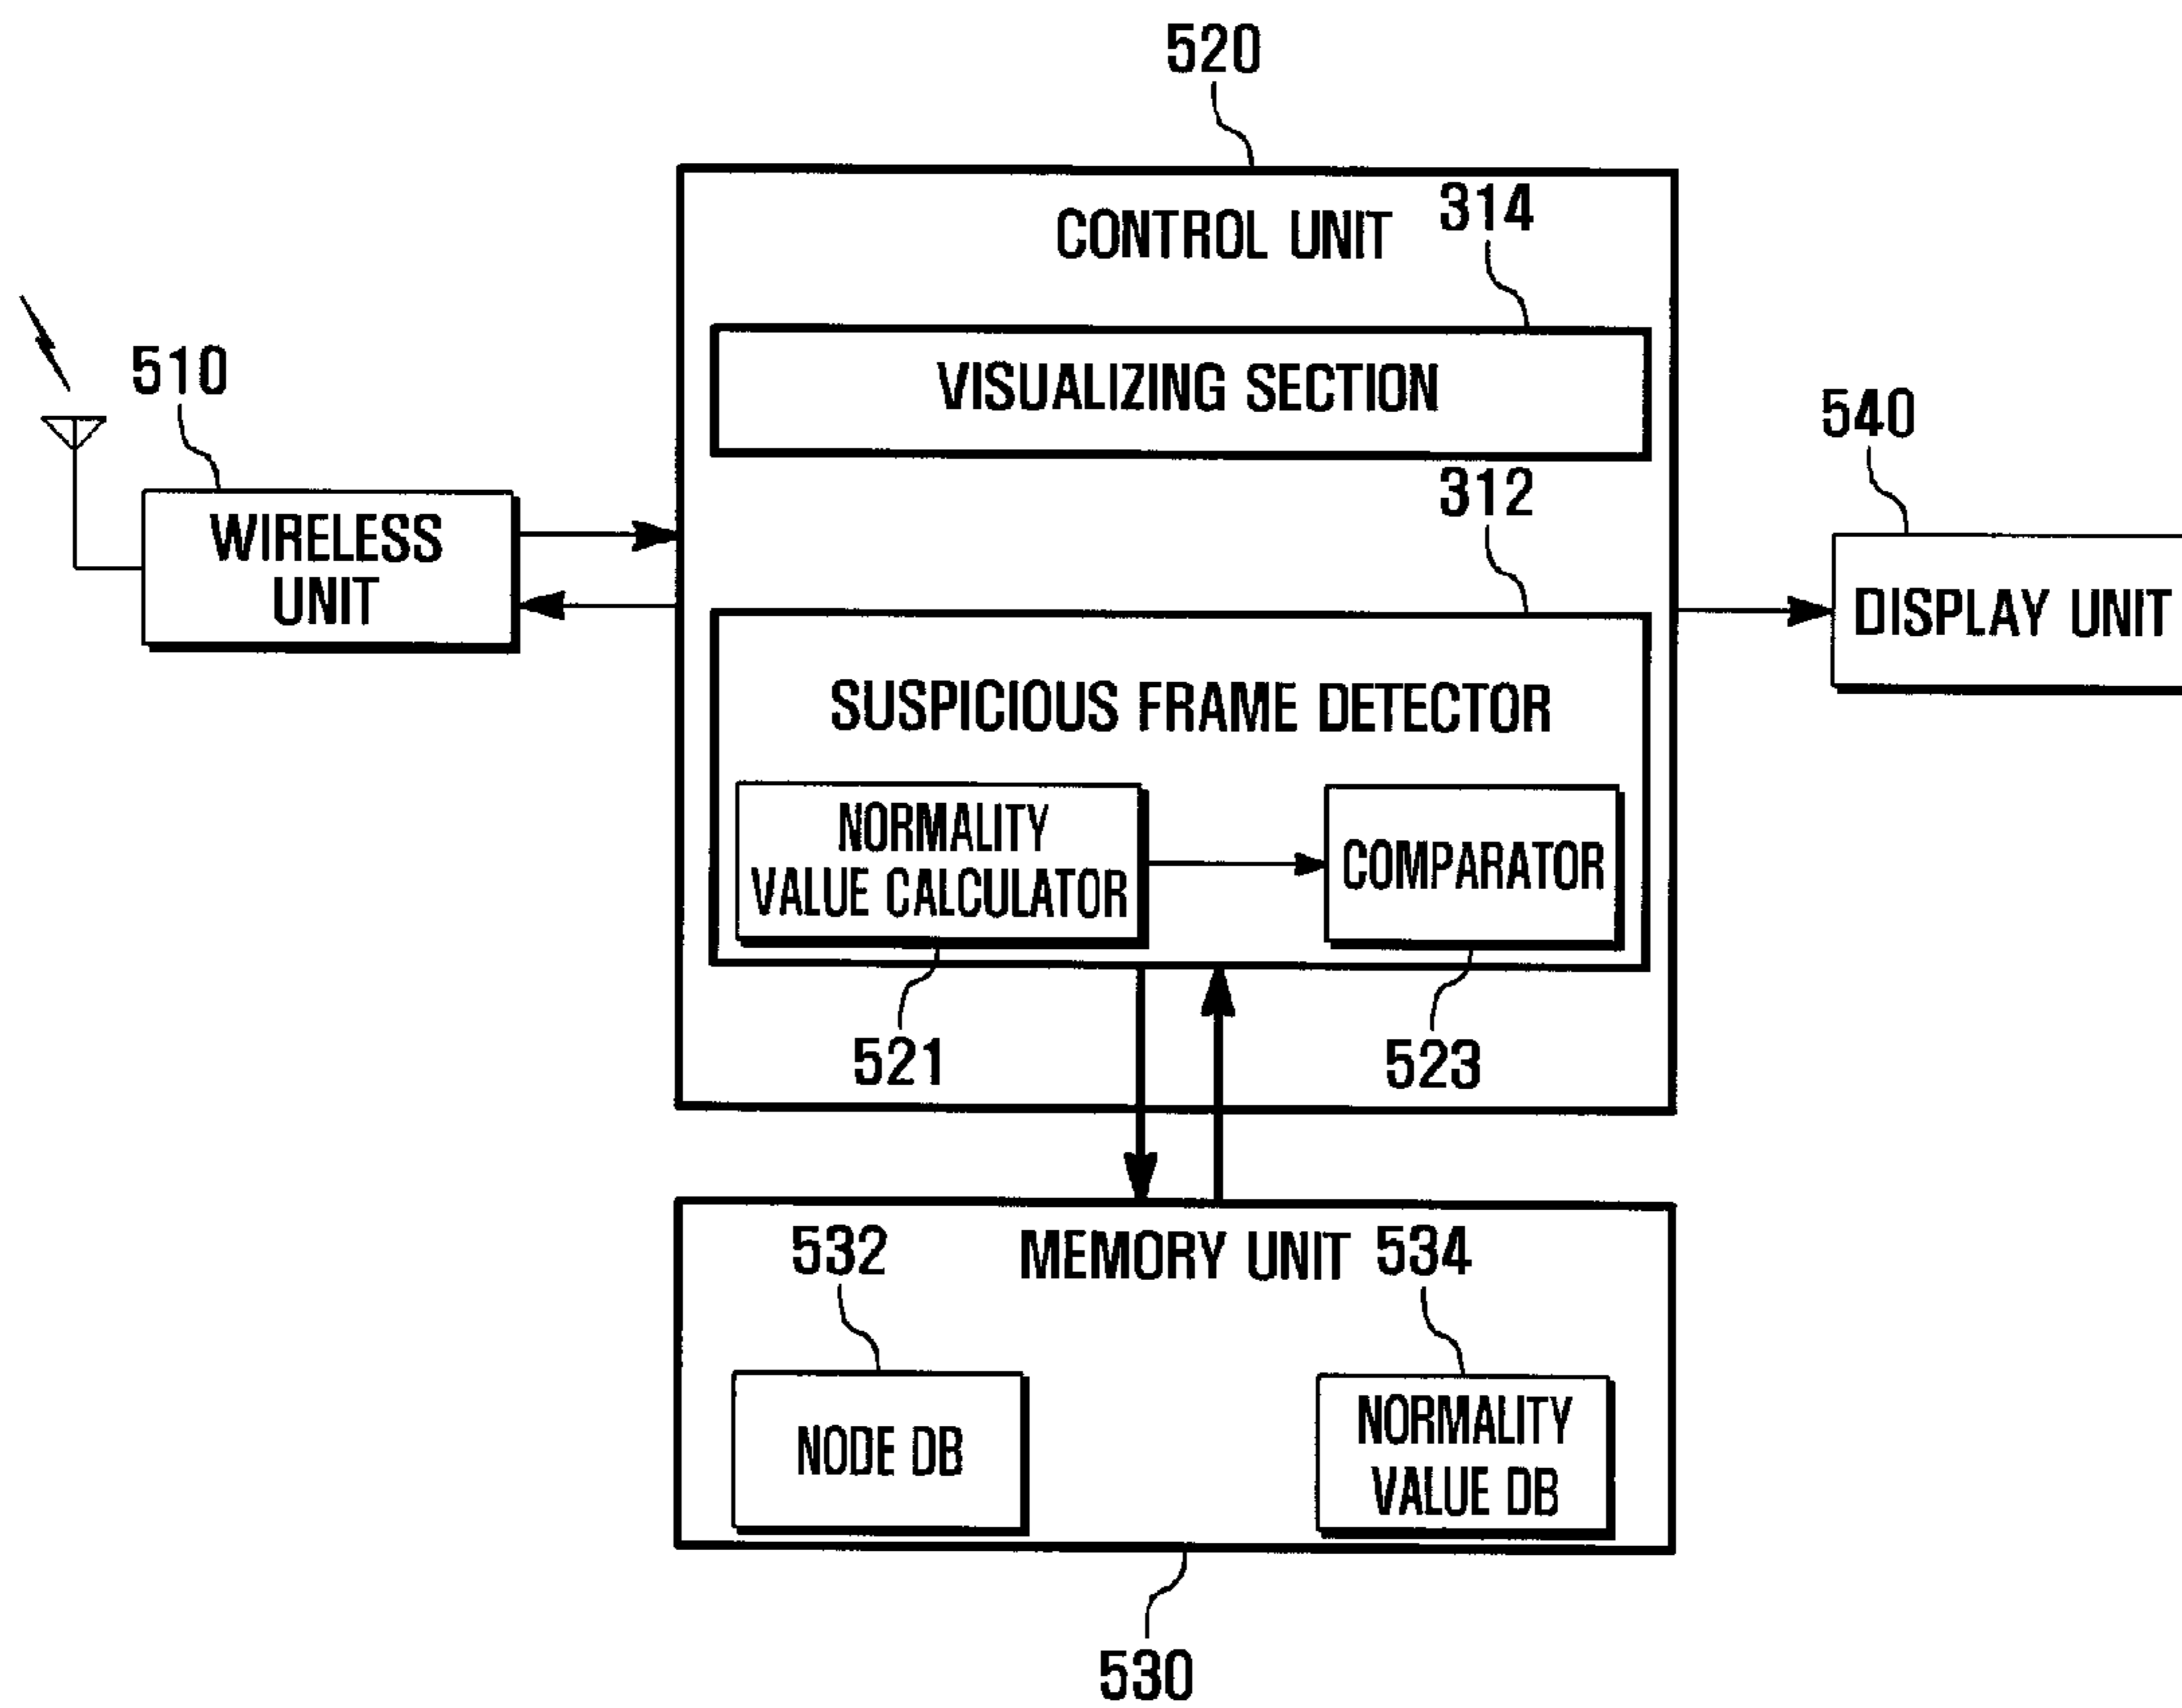 520
CONTROL UNIT
314
VISUALIZING SECTION
510
WIRELESS
UNIT
540
DISPLAY UNIT
312
SUSPICIOUS FRAME DETECTOR
NORMALITY
VALUE CALCULATOR
COMPARATOR
521
523
532
MEMORY UNIT
534
NODE DB
NORMALITY
VALUE DB
530